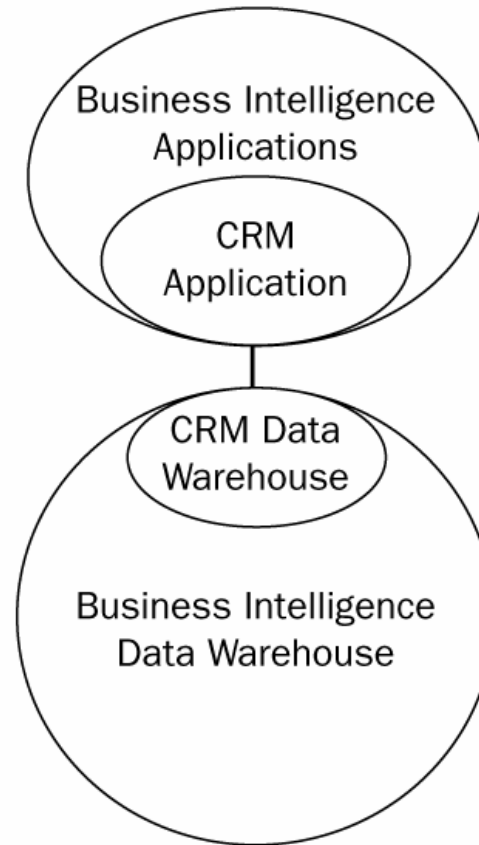 Business Intelligence
Applications
CRM
Application
CRM Data
Warehouse
Business Intelligence
Data Warehouse